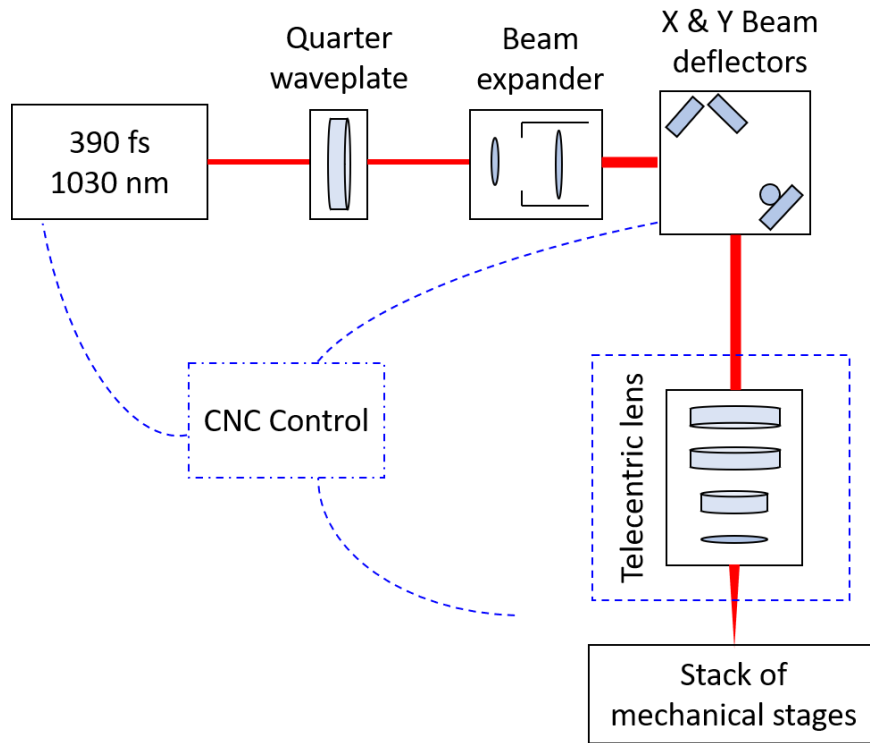 Quarter
waveplate
Beam
expander
X & Y Beam
deflectors
390 fs
1030 nm
CNC Control
Telecentric lens
Stack of
mechanical stages